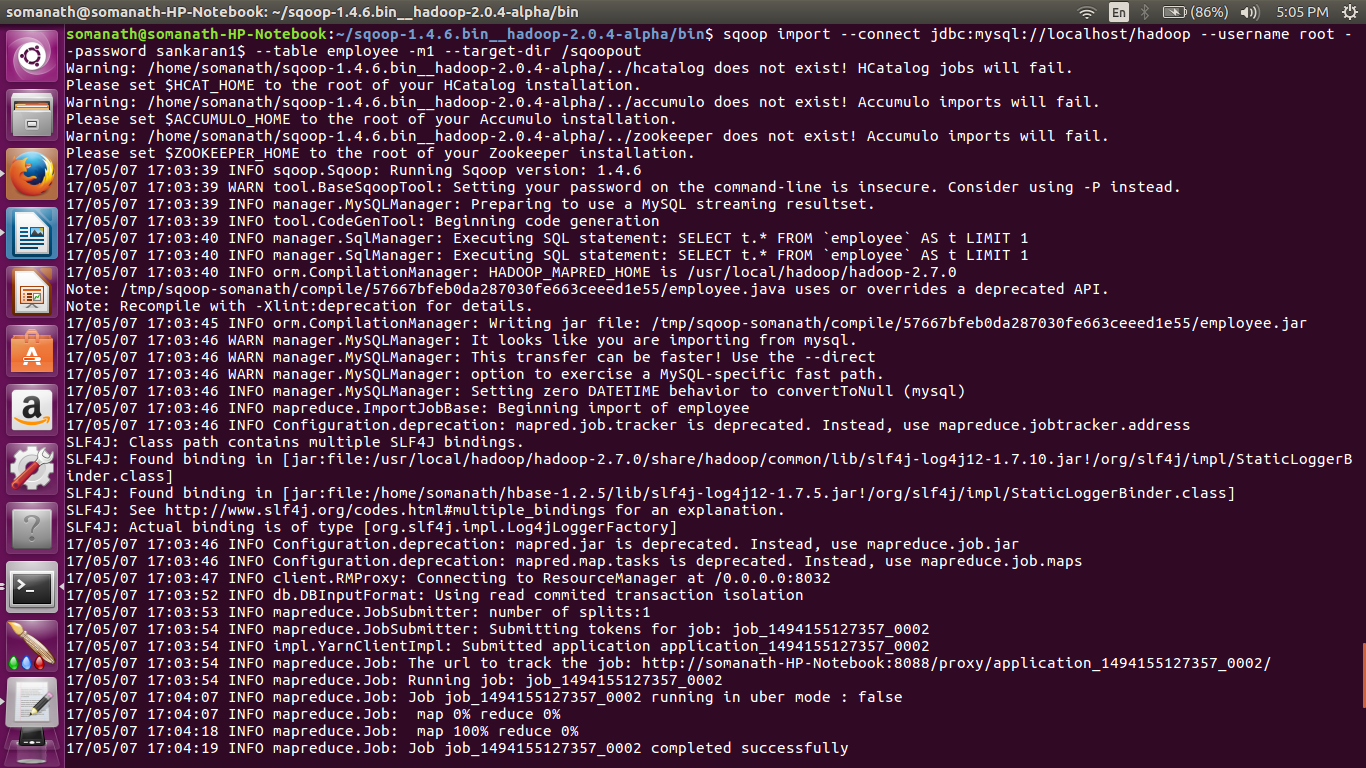 somanath@somanath-HP-Notebook: ~/sqoop-1.4.6.bin__hadoop-2.0.4-alpha/bin
En
(86%)
5:05 PM
somanath@somanath-HP-Notebook:~/sqoop-1.4.6.bin__hadoop-2.0.4-alpha/bin$ sqoop import --connect jdbc:mysql://localhost/hadoop --username root -
-password sankaran1$ --table employee -m1 --target-dir /sqoopout
Warning: /home/somanath/sqoop-1.4.6.bin__hadoop-2.0.4-alpha/../hcatalog does not exist! HCatalog jobs will fail.
Please set $HCAT_HOME to the root of your HCatalog installation.
Warning: /home/somanath/sqoop-1.4.6.bin__hadoop-2.0.4-alpha/../accumulo does not exist! Accumulo imports will fail.
Please set $ACCUMULO_HOME to the root of your Accumulo installation.
Warning: /home/somanath/sqoop-1.4.6.bin__hadoop-2.0.4-alpha/../zookeeper does not exist! Accumulo imports will fail.
Please set $ZOOKEEPER_HOME to the root of your Zookeeper installation.
17/05/07 17:03:39 INFO sqoop.Sqoop: Running Sqoop version: 1.4.6
17/05/07 17:03:39 WARN tool.BaseSqoopTool: Setting your password on the command-line is insecure. Consider using -P instead.
17/05/07 17:03:39 INFO manager.MySQLManager: Preparing to use a MySQL streaming resultset.
17/05/07 17:03:39 INFO tool.CodeGenTool: Beginning code generation
17/05/07 17:03:40 INFO manager.SqlManager: Executing SQL statement: SELECT t.* FROM `employee` AS t LIMIT 1
17/05/07 17:03:40 INFO manager.SqlManager: Executing SQL statement: SELECT t.* FROM `employee` AS t LIMIT 1
17/05/07 17:03:40 INFO orm.CompilationManager: HADOOP_MAPRED_HOME is /usr/local/hadoop/hadoop-2.7.0
Note: /tmp/sqoop-somanath/compile/57667bfeb0da287030fe663ceeed1e55/employee.java uses or overrides a deprecated API.
Note: Recompile with -Xlint:deprecation for details.
17/05/07 17:03:45 INFO orm.CompilationManager: Writing jar file: /tmp/sqoop-somanath/compile/57667bfeb0da287030fe663ceeed1e55/employee.jar
17/05/07 17:03:46 WARN manager.MySQLManager: It looks like you are importing from mysql.
17/05/07 17:03:46 WARN manager.MySQLManager: This transfer can be faster! Use the --direct
17/05/07 17:03:46 WARN manager.MySQLManager: option to exercise a MySQL-specific fast path.
17/05/07 17:03:46 INFO manager.MySQLManager: Setting zero DATETIME behavior to convertToNull (mysql)
17/05/07 17:03:46 INFO mapreduce.ImportJobBase: Beginning import of employee
17/05/07 17:03:46 INFO Configuration.deprecation: mapred.job.tracker is deprecated. Instead, use mapreduce.jobtracker.address
SLF4J: Class path contains multiple SLF4J bindings.
SLF4J: Found binding in [jar:file:/usr/local/hadoop/hadoop-2.7.0/share/hadoop/common/lib/slf4j-log4j12-1.7.10.jar!/org/slf4j/impl/StaticLoggerB
inder.class]
SLF4J: Found binding in [jar:file:/home/somanath/hbase-1.2.5/lib/slf4j-log4j12-1.7.5.jar!/org/slf4j/impl/StaticLoggerBinder.class]
SLF4J: See http://www.slf4j.org/codes.html#multiple_bindings for an explanation.
SLF4J: Actual binding is of type [org.slf4j.impl.Log4jLoggerFactory]
17/05/07 17:03:46 INFO Configuration.deprecation: mapred.jar is deprecated. Instead, use mapreduce.job.jar
17/05/07 17:03:46 INFO Configuration.deprecation: mapred.map.tasks is deprecated. Instead, use mapreduce.job.maps
17/05/07 17:03:47 INFO client.RMProxy: Connecting to ResourceManager at /0.0.0.0:8032
17/05/07 17:03:52 INFO db.DBInputFormat: Using read commited transaction isolation
17/05/07 17:03:53 INFO mapreduce.JobSubmitter: number of splits:1
17/05/07 17:03:54 INFO mapreduce.JobSubmitter: Submitting tokens for job: job_1494155127357_0002
17/05/07 17:03:54 INFO impl.YarnClientImpl: Submitted application application_1494155127357_0002
17/05/07 17:03:54 INFO mapreduce.Job: The url to track the job: http://somanath-HP-Notebook:8088/proxy/application_1494155127357_0002/
17/05/07 17:03:54 INFO mapreduce.Job: Running job: job_1494155127357_0002
17/05/07 17:04:07 INFO mapreduce.Job: Job job_1494155127357_0002 running in uber mode : false
17/05/07 17:04:07 INFO mapreduce.Job:  map 0% reduce 0%
17/05/07 17:04:18 INFO mapreduce.Job:  map 100% reduce 0%
17/05/07 17:04:19 INFO mapreduce.Job: Job job_1494155127357_0002 completed successfully